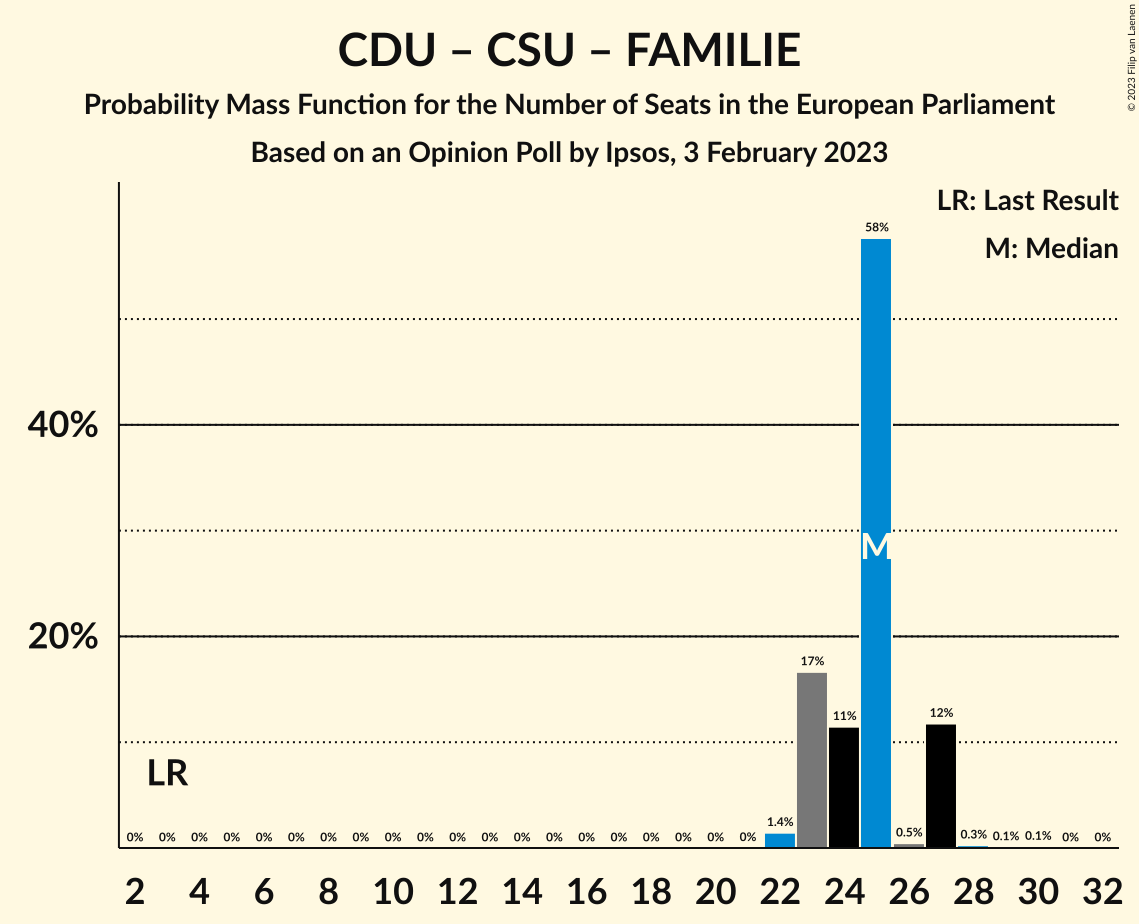 CDU – CSU – FAMILIE
Probability Mass Function for the Number of Seats in the European Parliament
Based on an Opinion Poll by Ipsos, 3 February 2023
© 2023 Filip van Laenen
LR: Last Result
M: Median
58%
40%
M
20%
17%
11%
12%
LR
0% 0% 0% 0% 0% 0% 0% 0% 0% 0% 0% 0% 0% 0% 0% 0% 0% 0% 0% 0% 1.4% 0.5% 0.3% 0.1% 0.1% 0% 0%
2 4 6 8 10 12 14 16 18 20 22 24 26 28 30 32